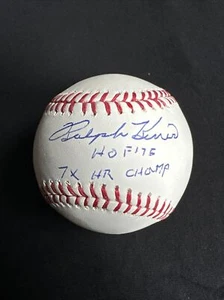 Ralph Kiner
HOF '75
7X HR CHAMP